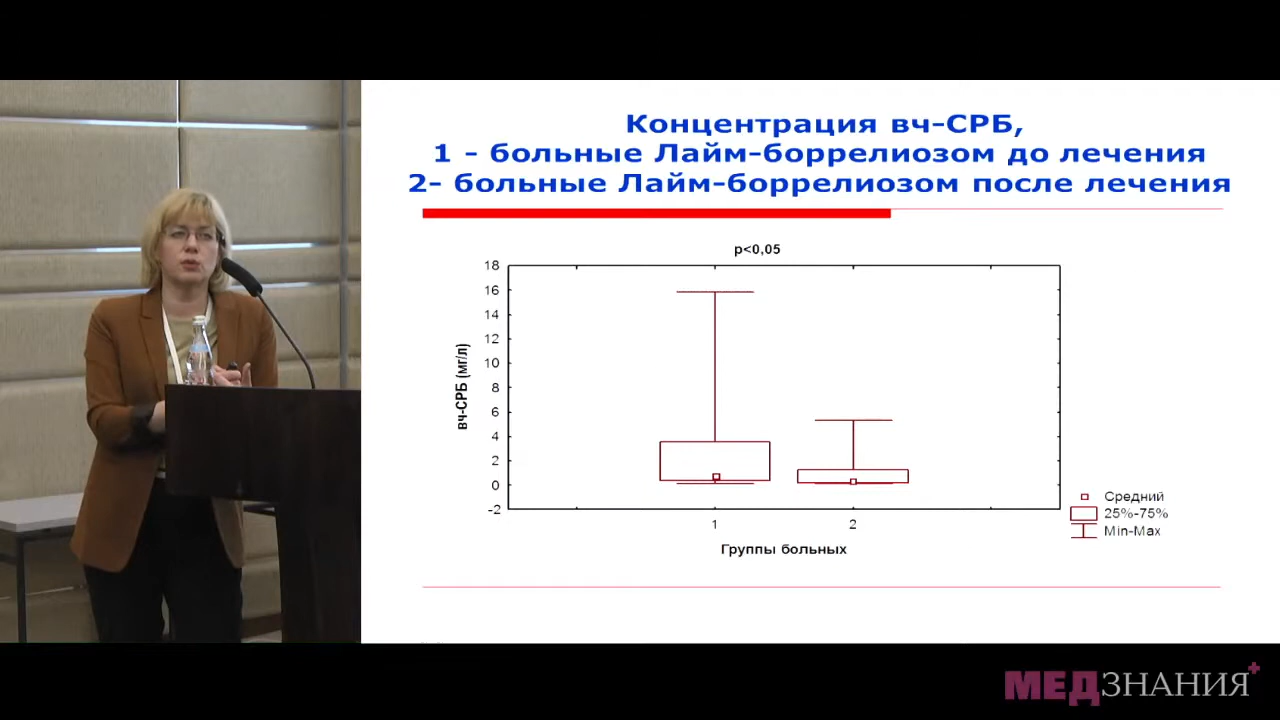 Концентрация вч-СРБ,
1 - больные Лайм-боррелиозом до лечения
2- больные Лайм-боррелиозом после лечения
p<0,05
18
16
14
12
10
8
6
4
2
0
-2
вч-СРБ (мг/л)
1
2
Группы больных
Средний
25%-75%
Min-Max
МЕДЗНАНИЯ+